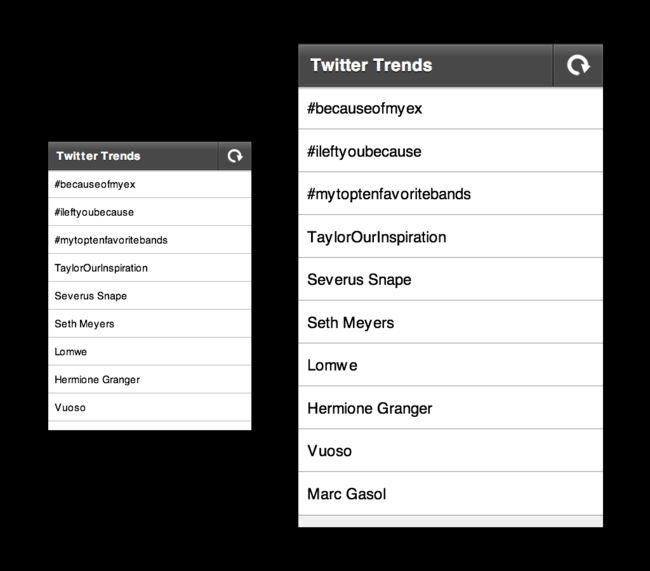 Twitter Trends
#becauseofmyex
#ileftyoubecause
#mytoptenfavoritebands
TaylorOurInspiration
Severus Snape
Seth Meyers
Lomwe
Hermione Granger
Vuoso
Twitter Trends
#becauseofmyex
#ileftyoubecause
#mytoptenfavoritebands
TaylorOurInspiration
Severus Snape
Seth Meyers
Lomwe
Hermione Granger
Vuoso
Marc Gasol